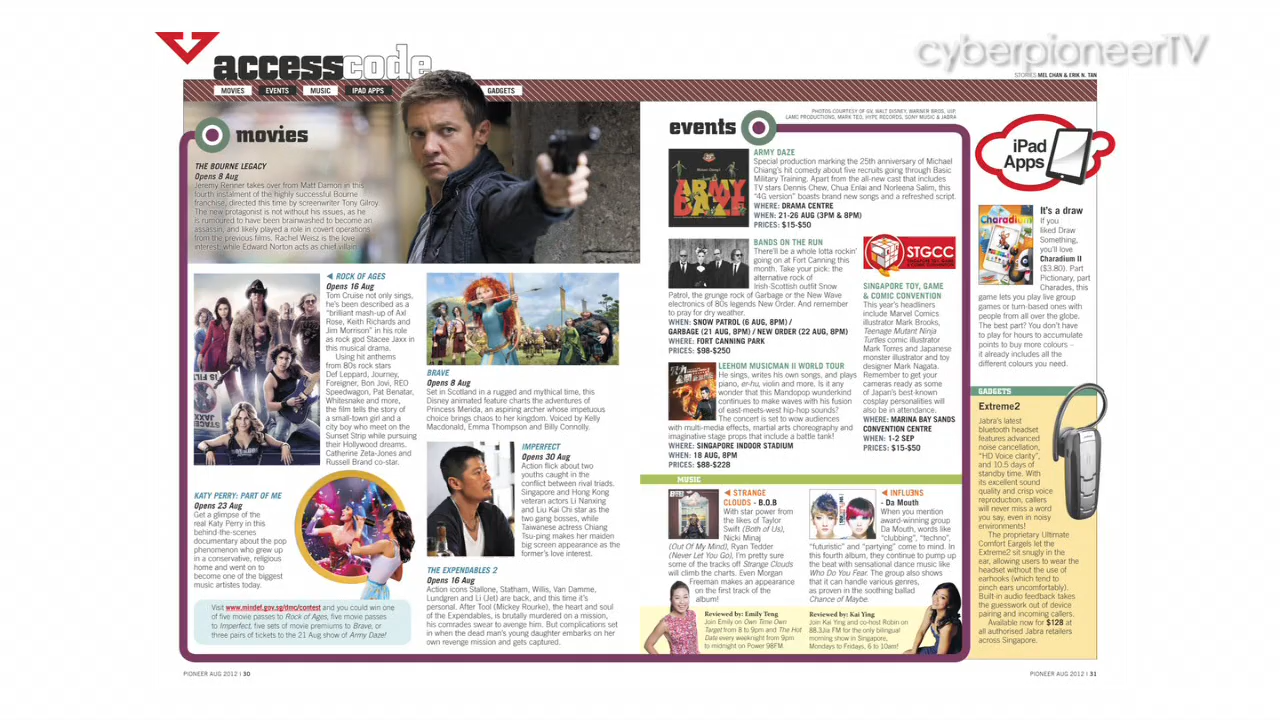 cyberpioneerTV
accesscode
STORIES MEL CHAN & ERIK N. TAN
MOVIES
EVENTS
MUSIC
IPAD APPS
GADGETS
movies
THE BOURNE LEGACY
Opens 8 Aug
Jeremy Renner takes over from Matt Damon in this
fourth instalment of the highly successful Bourne
franchise, directed this time by screenwriter Tony Gilroy.
The new protagonist is not without his issues, as he
is rumoured to have been brainwashed to become an
assassin, and likely played a role in covert operations
from the previous films. Rachel Weisz is the love
interest, while Edward Norton acts as chief villain.
ROCK OF AGES
Opens 16 Aug
Tom Cruise not only sings,
he's been described as a
"brilliant mash-up of Axl
Rose, Keith Richards and
Jim Morrison" in his role
as rock god Stacee Jaxx in
this musical drama.
Using hit anthems
from 80s rock stars
Def Leppard, Journey,
Foreigner, Bon Jovi, REO
Speedwagon, Pat Benatar,
Whitesnake and more,
the film tells the story of
a small-town girl and a
city boy who meet on the
Sunset Strip while pursuing
their Hollywood dreams.
Catherine Zeta-Jones and
Russell Brand co-star.
KATY PERRY: PART OF ME
Opens 23 Aug
Get a glimpse of the
real Katy Perry in this
behind-the-scenes
documentary about the pop
phenomenon who grew up
in a conservative, religious
home and went on to
become one of the biggest
music artistes today.
Visit www.mindef.gov.sg/dmc/contest and you could win one
of five movie passes to Rock of Ages, five movie passes
to Imperfect, five sets of movie premiums to Brave, or
three pairs of tickets to the 21 Aug show of Army Daze!
BRAVE
Opens 8 Aug
Set in Scotland in a rugged and mythical time, this
Disney animated feature charts the adventures of
Princess Merida, an aspiring archer whose impetuous
choice brings chaos to her kingdom. Voiced by Kelly
Macdonald, Emma Thompson and Billy Connolly.
IMPERFECT
Opens 30 Aug
Action flick about two
youths caught in the
conflict between rival triads.
Singapore and Hong Kong
veteran actors Li Nanxing
and Liu Kai Chi star as the
two gang bosses, while
Taiwanese actress Chiang
Tsu-ping makes her maiden
big screen appearance as the
former's love interest.
THE EXPENDABLES 2
Opens 16 Aug
Action icons Stallone, Statham, Willis, Van Damme,
Lundgren and Li (Jet) are back, and this time it's
personal. After Tool (Mickey Rourke), the heart and soul
of the Expendables, is brutally murdered on a mission,
his comrades swear to avenge him. But complications set
in when the dead man's young daughter embarks on her
own revenge mission and gets captured.
PIONEER AUG 2012 | 30
events
PHOTOS COURTESY OF GV, WALT DISNEY, WARNER BROS, UIP,
LAMC PRODUCTIONS, MARK TEO, HYPE RECORDS, SONY MUSIC & JABRA
ARMY DAZE
ARMY DAZE
Special production marking the 25th anniversary of Michael
Chiang's hit comedy about five recruits going through Basic
Military Training. Apart from the all-new cast that includes
TV stars Dennis Chew, Chua Enlai and Norleena Salim, this
"4G version" boasts brand new songs and a refreshed script.
WHERE: DRAMA CENTRE
WHEN: 21-26 AUG (3PM & 8PM)
PRICES: $15-$50
BANDS ON THE RUN
There'll be a whole lotta rockin'
going on at Fort Canning this
month. Take your pick: the
alternative rock of
Irish-Scottish outfit Snow
Patrol, the grunge rock of Garbage or the New Wave
electronics of 80s legends New Order. And remember
to pray for dry weather.
WHEN: SNOW PATROL (6 AUG, 8PM) /
GARBAGE (21 AUG, 8PM) / NEW ORDER (22 AUG, 8PM)
WHERE: FORT CANNING PARK
PRICES: $98-$250
LEEHOM MUSICMAN II WORLD TOUR
He sings, writes his own songs, and plays
piano, er-hu, violin and more. Is it any
wonder that this Mandopop wunderkind
continues to make waves with his fusion
of east-meets-west hip-hop sounds?
The concert is set to wow audiences
with multi-media effects, martial arts choreography and
imaginative stage props that include a battle tank!
WHERE: SINGAPORE INDOOR STADIUM
WHEN: 18 AUG, 8PM
PRICES: $88-$228
STGCC
SINGAPORE TOY, GAME
& COMIC CONVENTION
This year's headliners
include Marvel Comics
illustrator Mark Brooks,
Teenage Mutant Ninja
Turtles comic illustrator
Mark Torres and Japanese
monster illustrator and toy
designer Mark Nagata.
Remember to get your
cameras ready as some
of Japan's best-known
cosplay personalities will
also be in attendance.
WHERE: MARINA BAY SANDS
CONVENTION CENTRE
WHEN: 1-2 SEP
PRICES: $15-$50
MUSIC
STRANGE
CLOUDS - B.O.B
With star power from
the likes of Taylor
Swift (Both of Us),
Nicki Minaj
(Out Of My Mind), Ryan Tedder
(Never Let You Go), I'm pretty sure
some of the tracks off Strange Clouds
will climb the charts. Even Morgan
Freeman makes an appearance
on the first track of the
album!
Reviewed by: Emily Teng
Join Emily on Own Time Own
Target from 8 to 9pm and The Hot
Date every weeknight from 9pm
to midnight on Power 98FM.
INFLUENS
- Da Mouth
When you mention
award-winning group
Da Mouth, words like
"clubbing", "techno",
"futuristic" and "partying" come to mind. In
this fourth album, they continue to pump up
the beat with sensational dance music like
Who Do You Fear. The group also shows
that it can handle various genres,
as proven in the soothing ballad
Chance of Maybe.
Reviewed by: Kai Ying
Join Kai Ying and co-host Robin on
88.3Jia FM for the only bilingual
morning show in Singapore,
Mondays to Fridays, 6 to 10am!
iPad
Apps
Charadium
It's a draw
If you
liked Draw
Something,
you'll love
Charadium II
($3.80). Part
Pictionary, part
Charades, this
game lets you play live group
games or turn-based ones with
people from all over the globe.
The best part? You don't have
to play for hours to accumulate
points to buy more colours –
it already includes all the
different colours you need.
GADGETS
Extreme2
Jabra's latest
bluetooth headset
features advanced
noise cancellation,
"HD Voice clarity",
and 10.5 days of
standby time. With
its excellent sound
quality and crisp voice
reproduction, callers
will never miss a word
you say, even in noisy
environments!
The proprietary Ultimate
Comfort Eargels let the
Extreme2 sit snugly in the
ear, allowing users to wear the
headset without the use of
earhooks (which tend to
pinch ears uncomfortably).
Built-in audio feedback takes
the guesswork out of device
pairing and incoming callers.
Available now for $128 at
all authorised Jabra retailers
across Singapore.
PIONEER AUG 2012 | 31